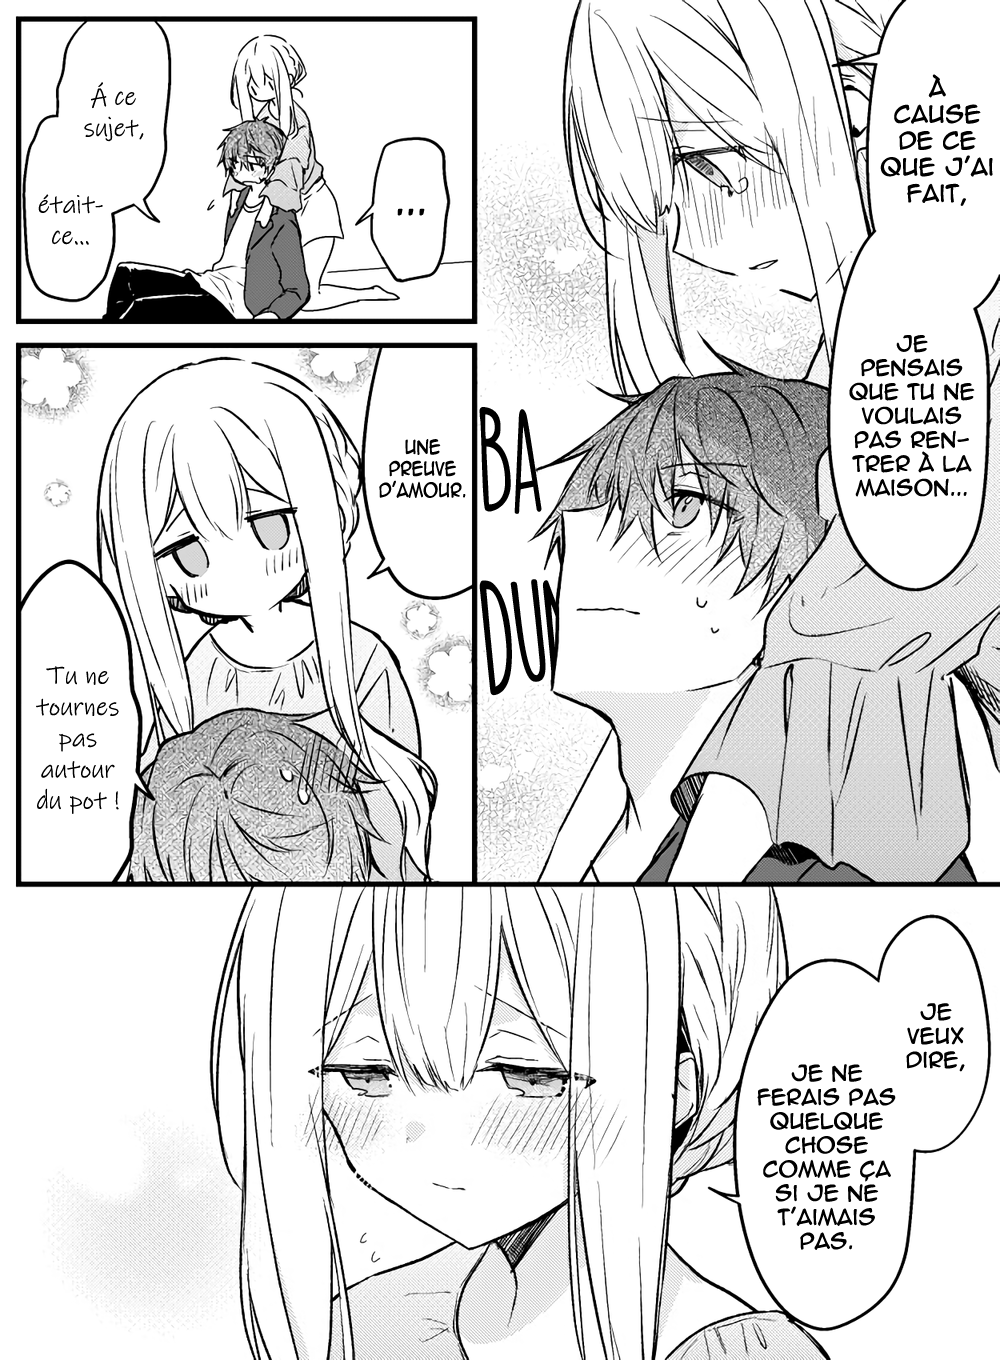 À
CAUSE
DE CE
QUE J'AI
FAIT,
JE
PENSAIS
QUE TU NE
VOULAIS
PAS REN-
TRER À LA
MAISON...
BA
DUM
...
Á ce
sujet,
était-
ce...
UNE
PREUVE
D'AMOUR.
Tu ne
tournes
pas
autour
du pot !
JE
VEUX
DIRE,
JE NE
FERAIS PAS
QUELQUE
CHOSE
COMME ÇA
SI JE NE
T'AIMAIS
PAS.